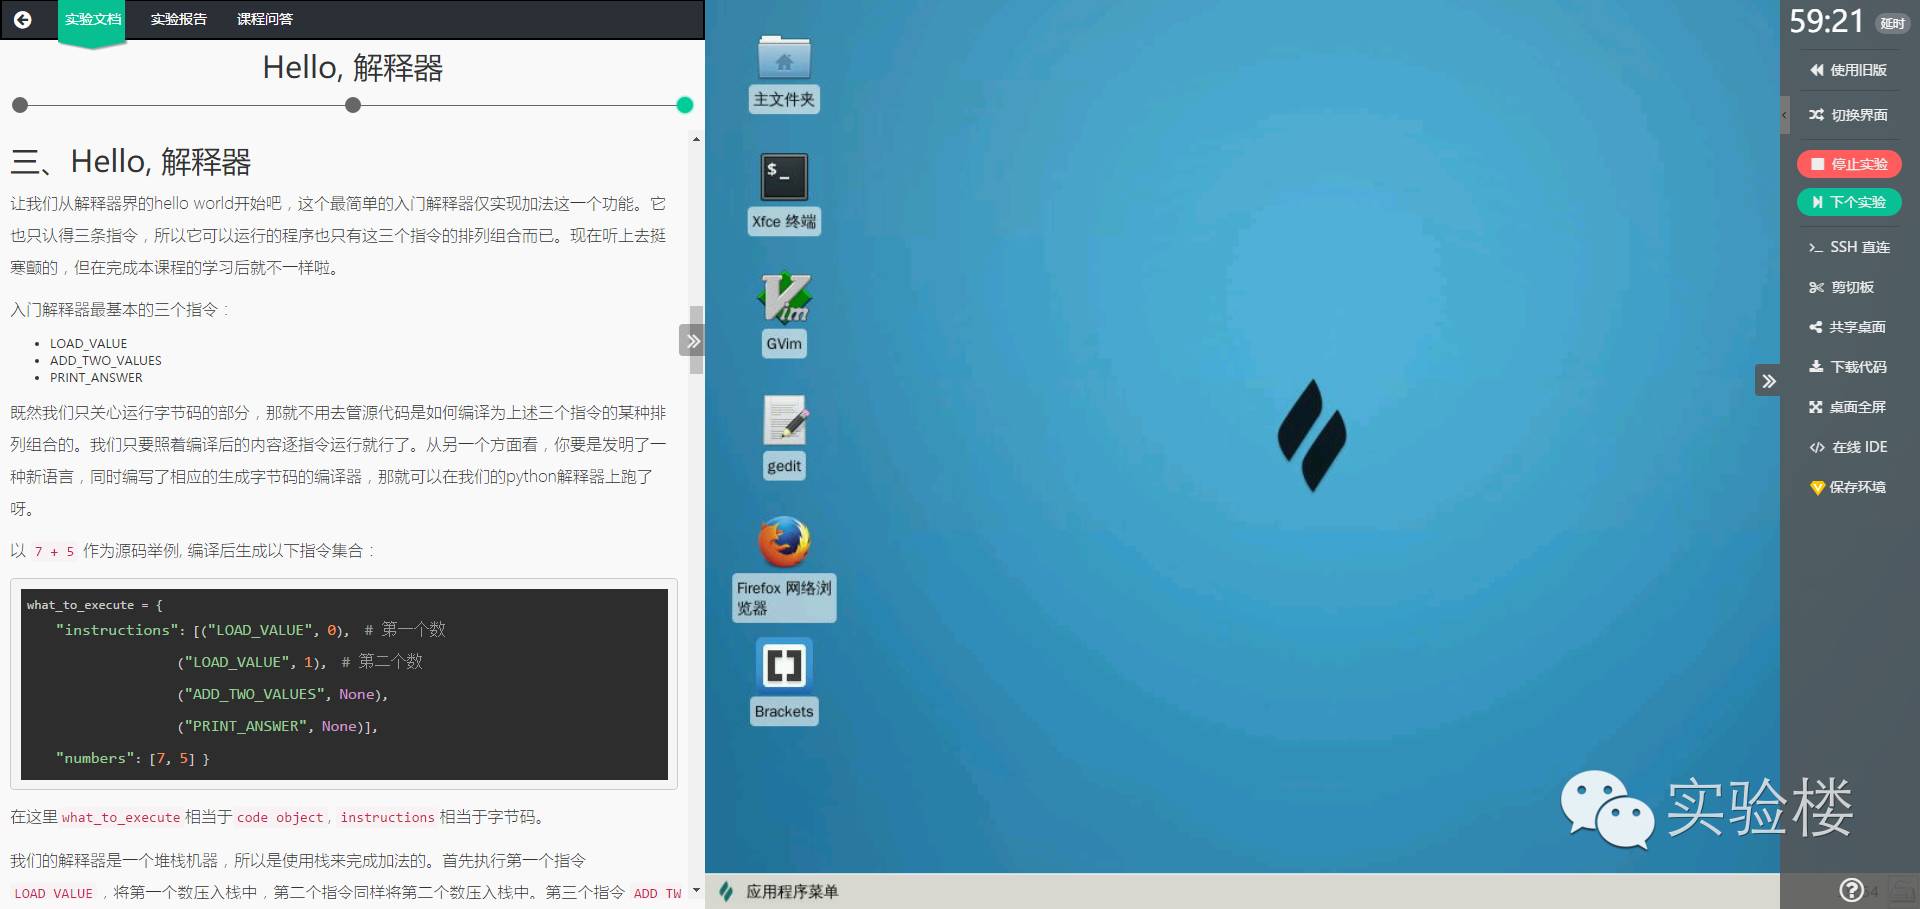 实验文档 实验报告 课程问答
Hello, 解释器
三、Hello, 解释器
让我们从解释器界的hello world开始吧，这个最简单的入门解释器仅实现加法这一个功能。它
也只认得三条指令，所以它可以运行的程序也只有这三个指令的排列组合而已。现在听上去挺
寒颤的，但在完成本课程的学习后就不一样啦。
入门解释器最基本的三个指令：
• LOAD_VALUE
• ADD_TWO_VALUES
• PRINT_ANSWER
既然我们只关心运行字节码的部分，那就不用去管源代码是如何编译为上述三个指令的某种排
列组合的。我们只要照着编译后的内容逐指令运行就行了。从另一个方面看，你要是发明了一
种新语言，同时编写了相应的生成字节码的编译器，那就可以在我们的python解释器上跑了
呀。
以 7 + 5 作为源码举例, 编译后生成以下指令集合：
what_to_execute = {
"instructions": [("LOAD_VALUE", 0),  # 第一个数
("LOAD_VALUE", 1),  # 第二个数
("ADD_TWO_VALUES", None),
("PRINT_ANSWER", None)],
"numbers": [7, 5] }
在这里 what_to_execute 相当于 code object, instructions 相当于字节码。
我们的解释器是一个堆栈机器，所以是使用栈来完成加法的。首先执行第一个指令
LOAD VALUE ，将第一个数压入栈中，第二个指令同样将第二个数压入栈中。第三个指令 ADD TW
主文件夹
$_
Xfce 终端
Vim
GVim
gedit
Firefox 网络浏
览器
Brackets
实验楼
应用程序菜单
59:21 延时
使用旧版
切换界面
停止实验
下个实验
>_ SSH 直连
剪切板
共享桌面
下载代码
桌面全屏
</> 在线 IDE
保存环境